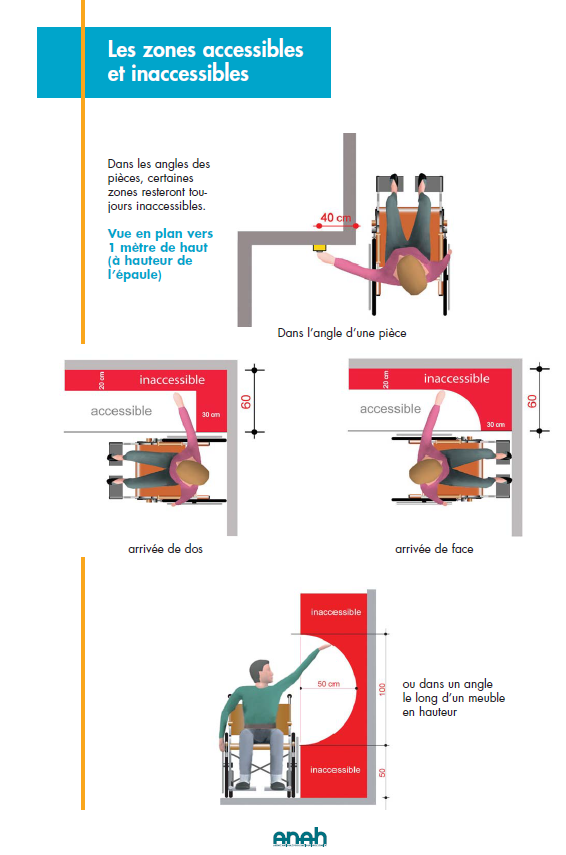 Les zones accessibles
et inaccessibles
Dans les angles des
pièces, certaines
zones resteront tou-
jours inaccessibles.
Vue en plan vers
1 mètre de haut
(à hauteur de
l'épaule)
40 cm
Dans l'angle d'une pièce
20 cm
inaccessible
accessible
30 cm
60
arrivée de dos
20 cm
inaccessible
accessible
30 cm
60
arrivée de face
inaccessible
50 cm
100
inaccessible
50
ou dans un angle
le long d'un meuble
en hauteur
anah